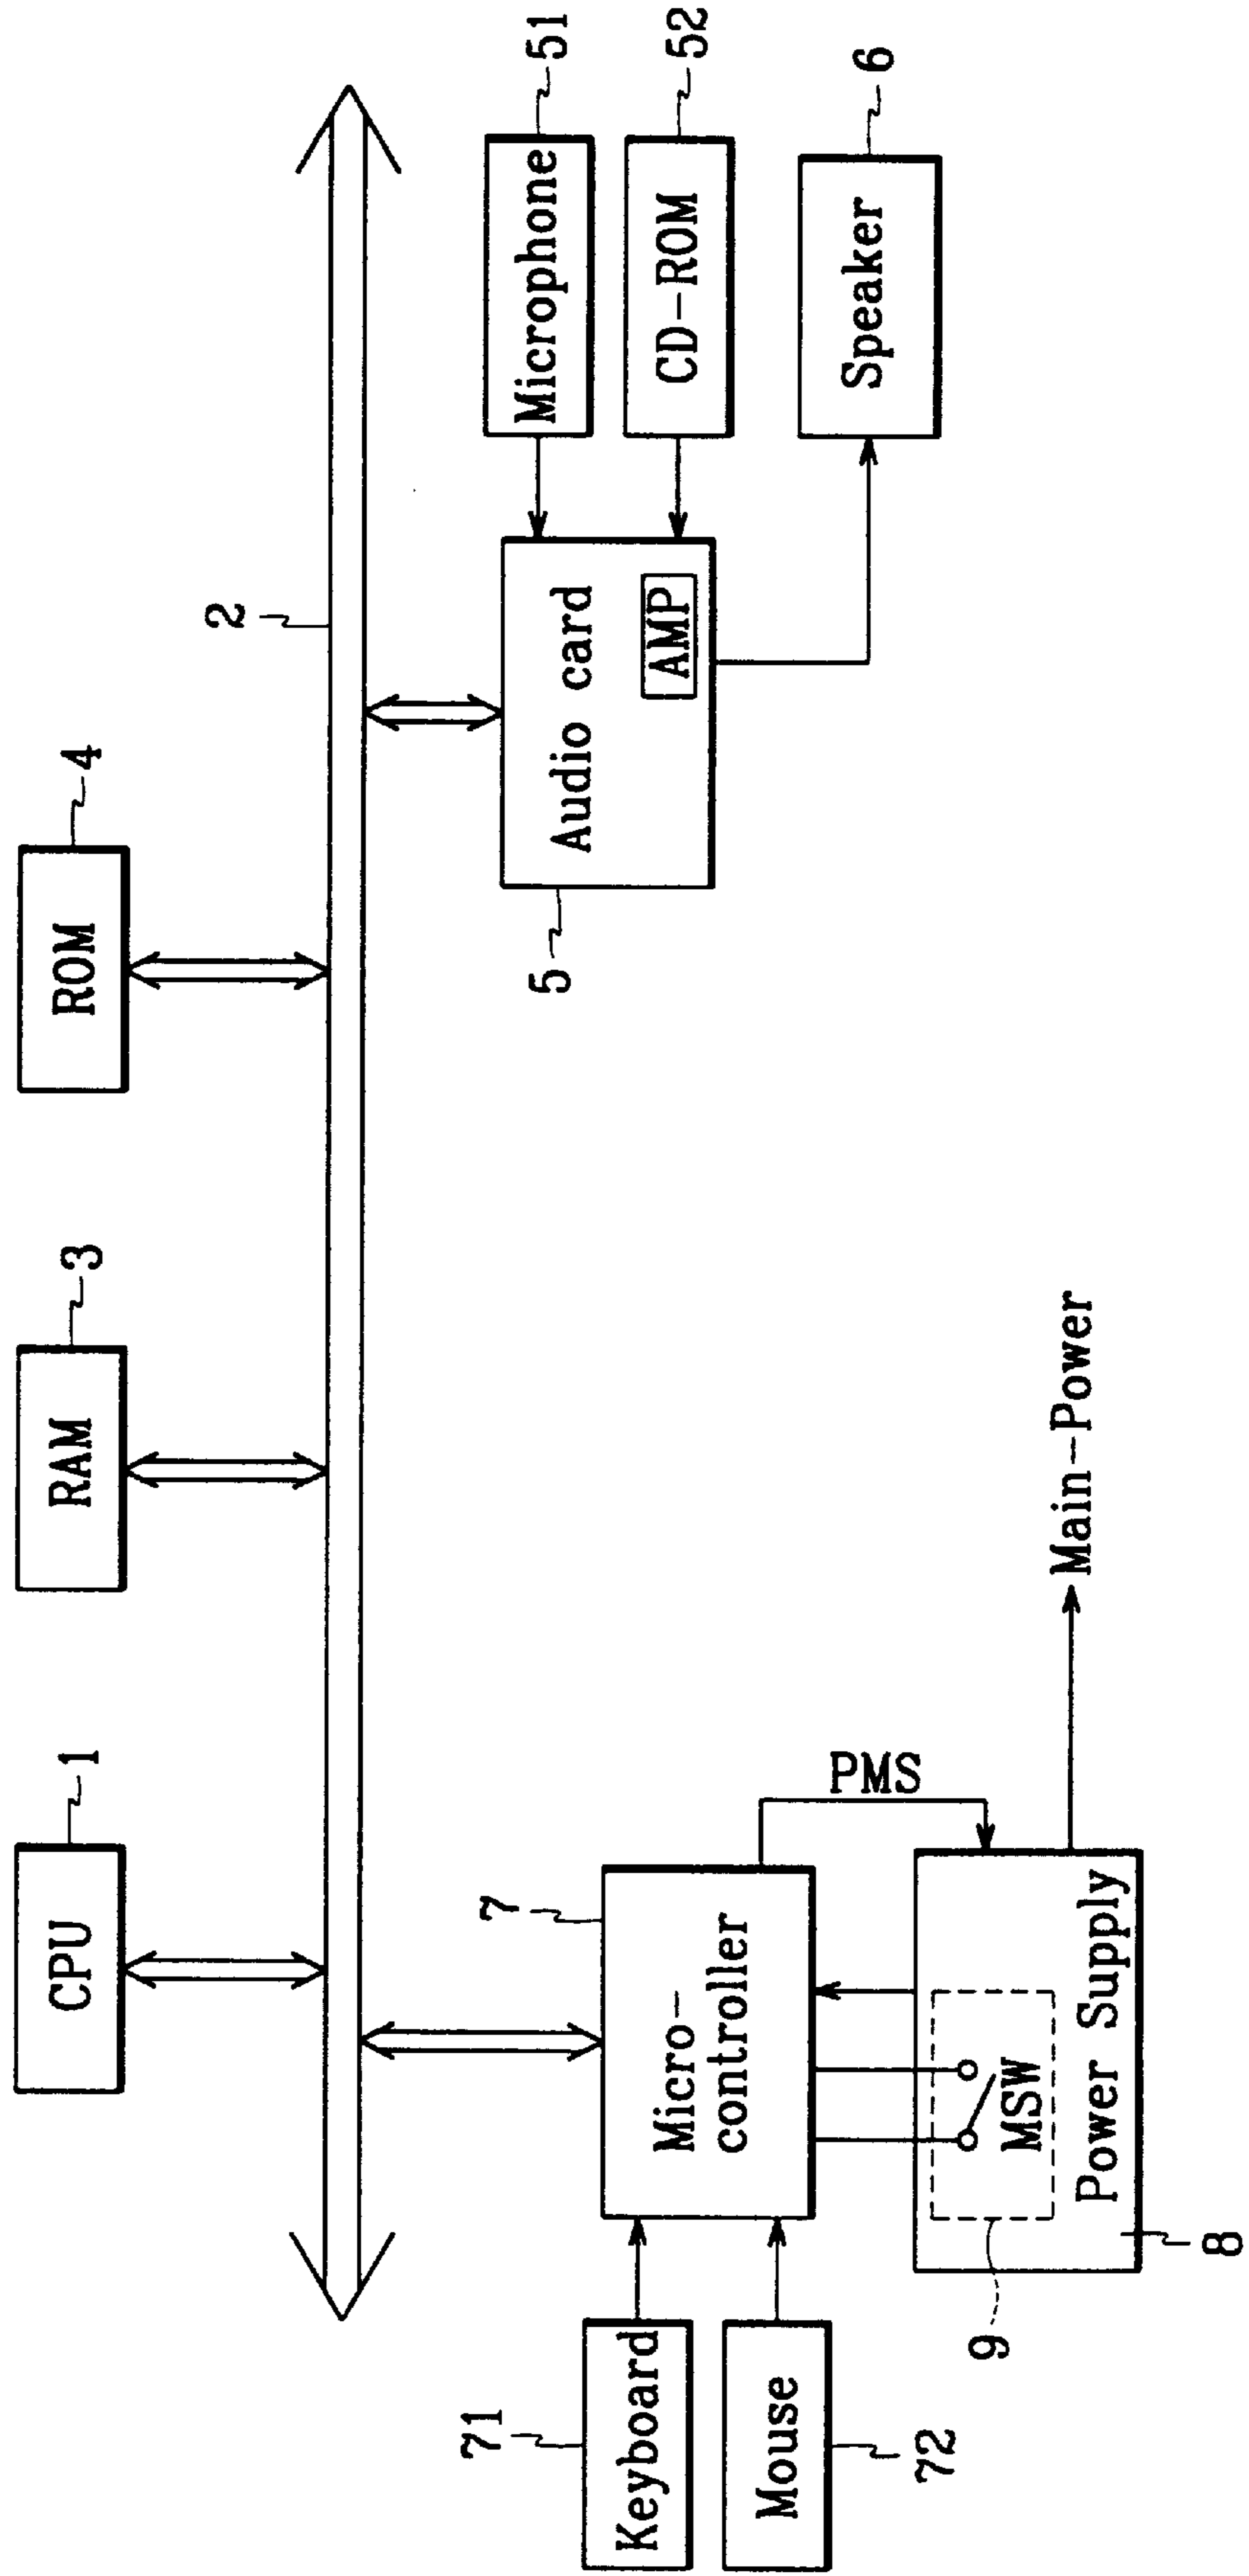 CPU
1
RAM
3
ROM
4
2
7
Micro-
controller
71
Keyboard
Mouse
72
PMS
MSW
9
Power Supply
8
Main-Power
5
Audio card
AMP
Microphone
51
CD-ROM
52
Speaker
6